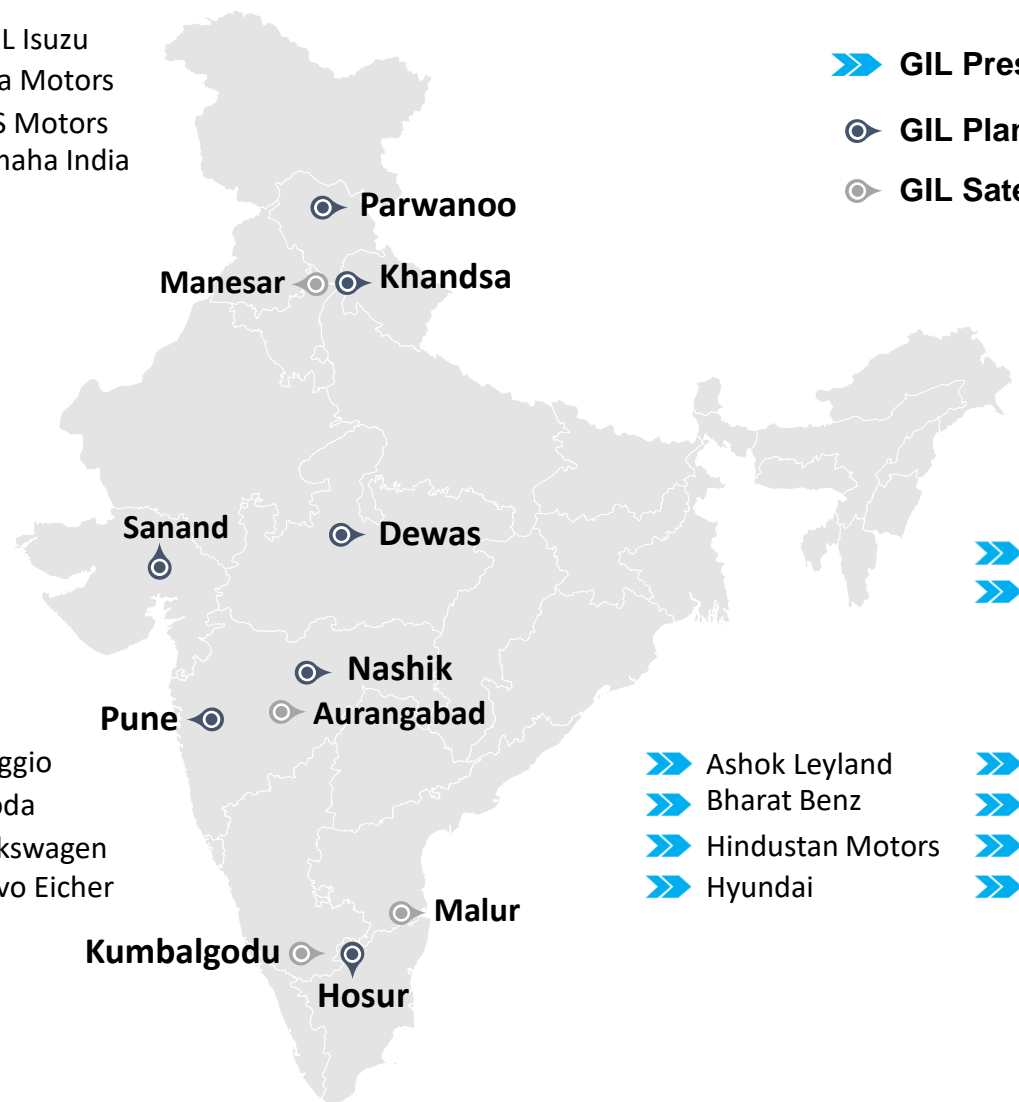 L Isuzu
a Motors
S Motors
maha India
GIL Pres
GIL Plan
GIL Sate
Parwanoo
Manesar
Khandsa
Sanand
Dewas
Nashik
Aurangabad
Pune
ggio
oda
kswagen
vo Eicher
Ashok Leyland
Bharat Benz
Hindustan Motors
Hyundai
Malur
Kumbalgodu
Hosur